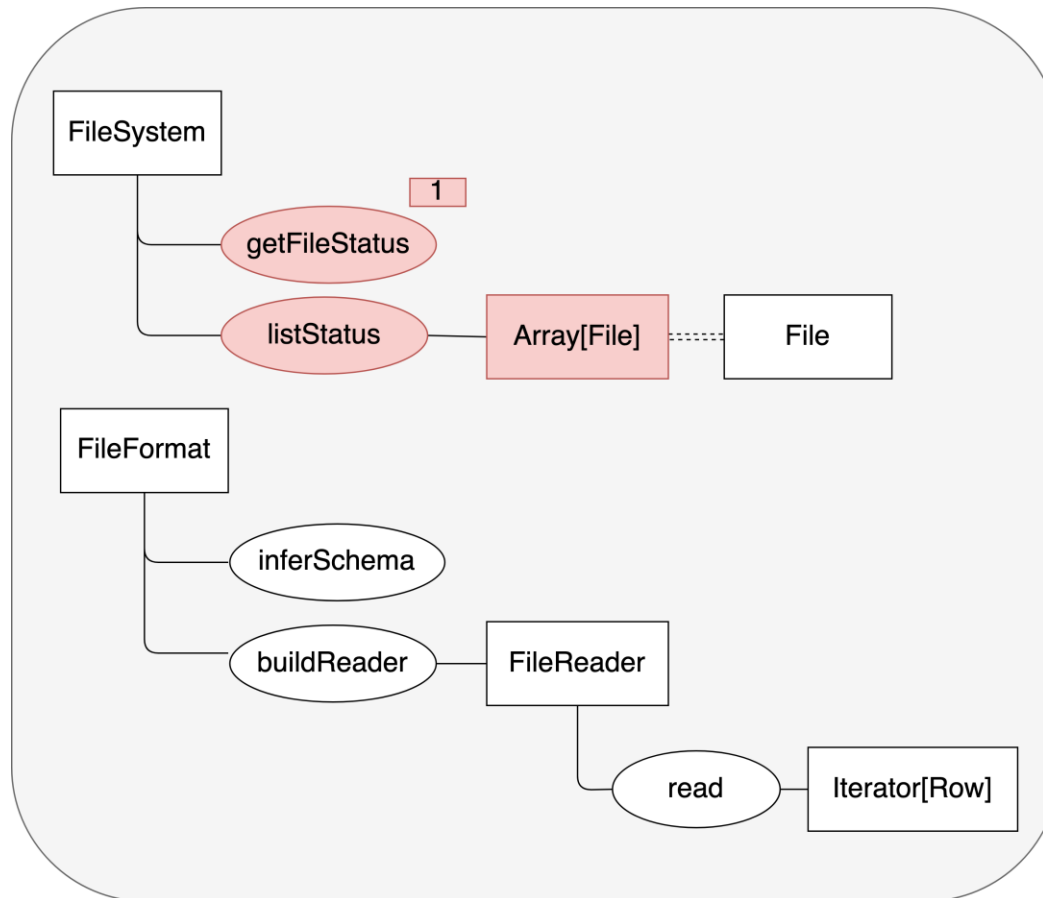 FileSystem
1
getFileStatus
listStatus
Array[File]
File
FileFormat
inferSchema
buildReader
FileReader
read
Iterator[Row]